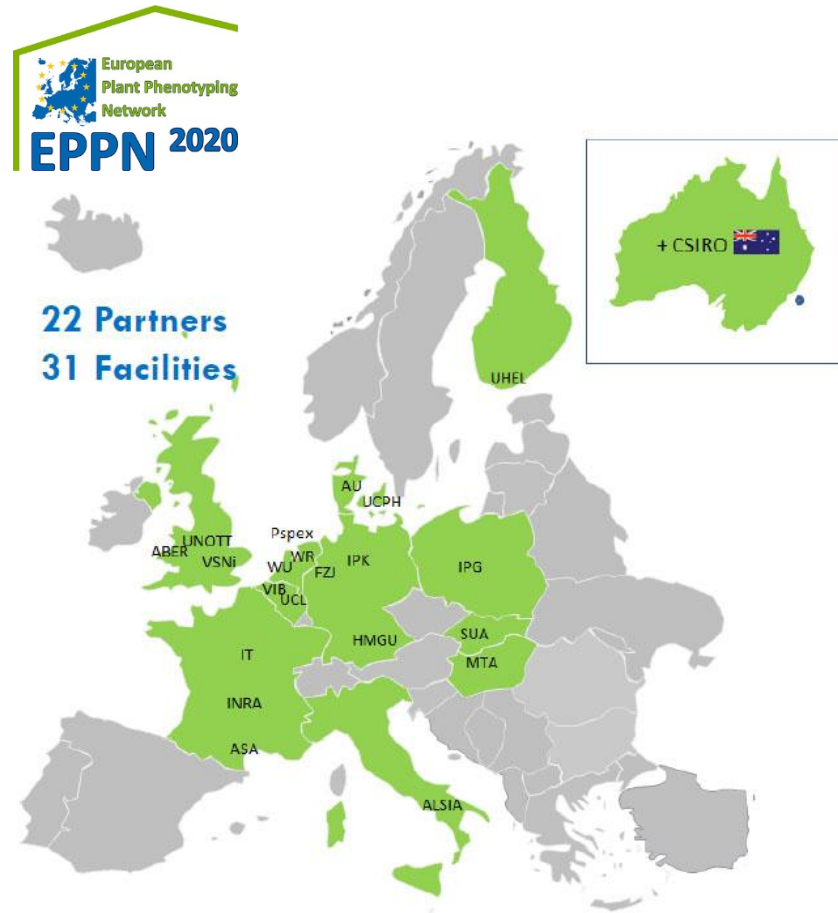 European
Plant Phenotyping
Network
EPPN 2020
+ CSIRO
22 Partners
31 Facilities
UHEL
AU
UCPH
Pspex
UNOTT
ABER
VSNi
WR
WU
FZJ
IPK
IPG
VIB
UCL
HMGU
SUA
MTA
IT
INRA
ASA
ALSIA